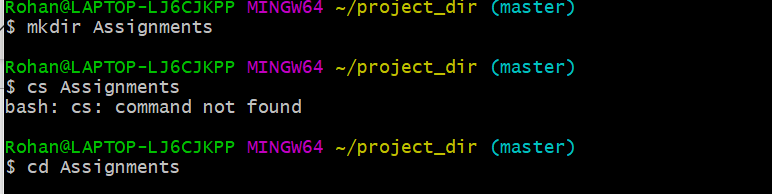 Rohan@LAPTOP-LJ6CJKPP MINGW64 ~/project_dir (master)
$ mkdir Assignments
Rohan@LAPTOP-LJ6CJKPP MINGW64 ~/project_dir (master)
$ cs Assignments
bash: cs: command not found
Rohan@LAPTOP-LJ6CJKPP MINGW64 ~/project_dir (master)
$ cd Assignments